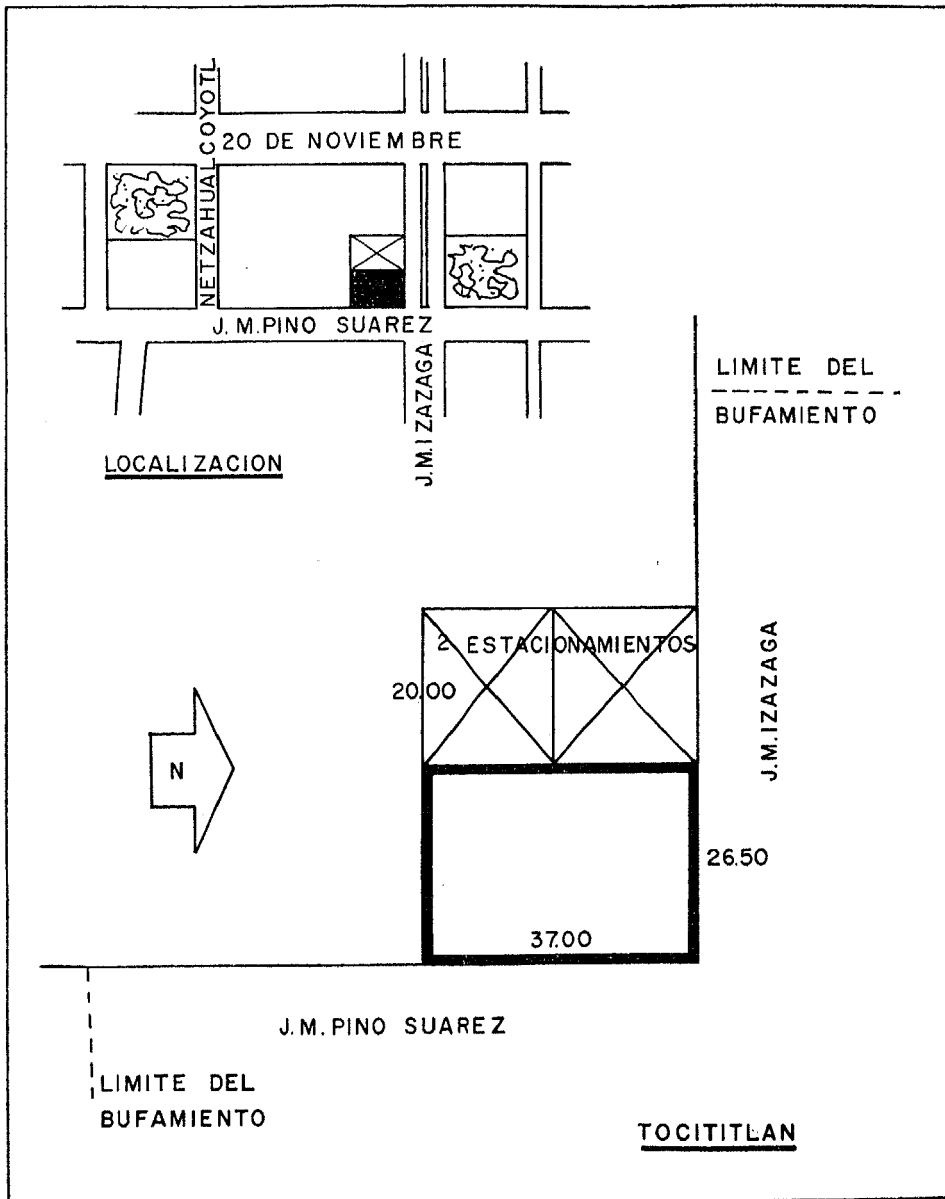 NETZAHUALCOYOTL
20 DE NOVIEMBRE
J.M.PINO SUAREZ
J.M.IZAZAGA
LOCALIZACION
LIMITE DEL
BUFAMIENTO
2 ESTACIONAMIENTOS
20.00
J.M.IZAZAGA
N
26.50
37.00
J.M.PINO SUAREZ
LIMITE DEL
BUFAMIENTO
TOCITITLAN